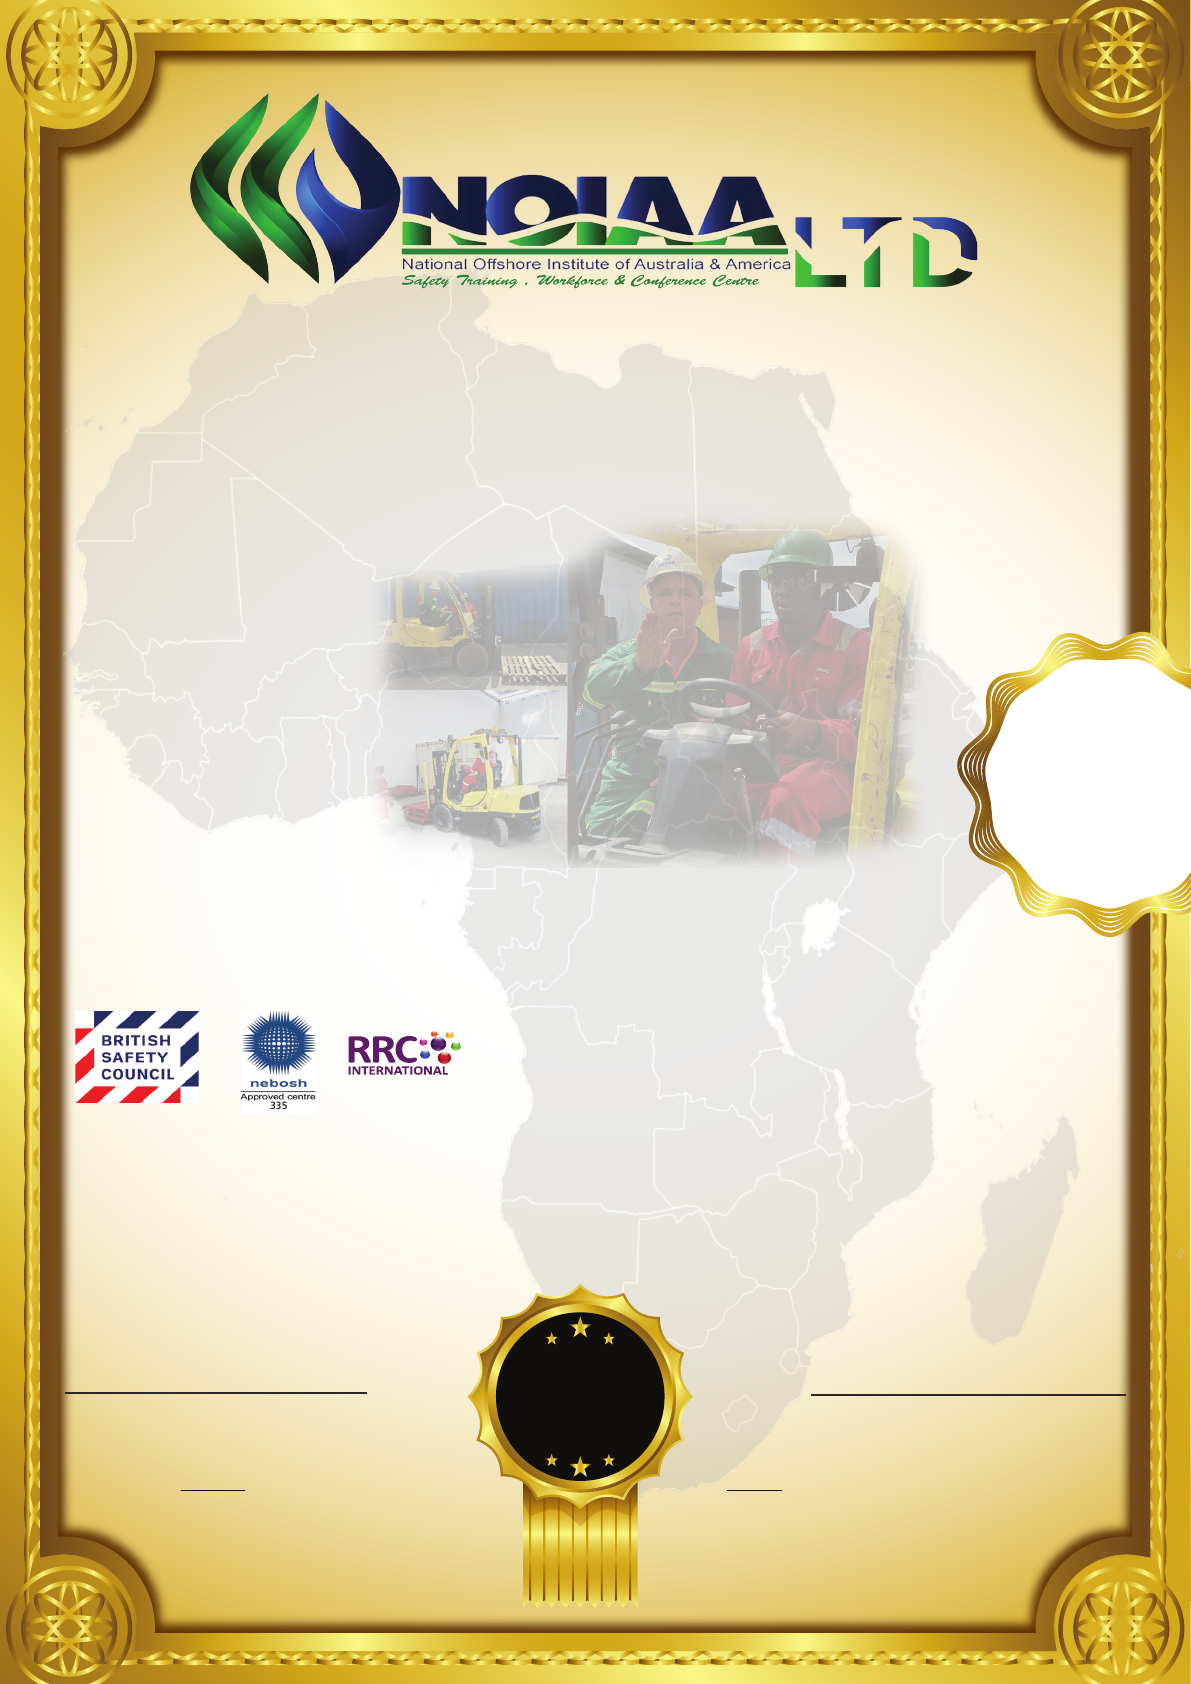 NOIAA LTD
National Offshore Institute of Australia & America
Safety Training . Workforce & Conference Centre
BRITISH
SAFETY
COUNCIL
nebosh
Approved centre
335
RRC
INTERNATIONAL